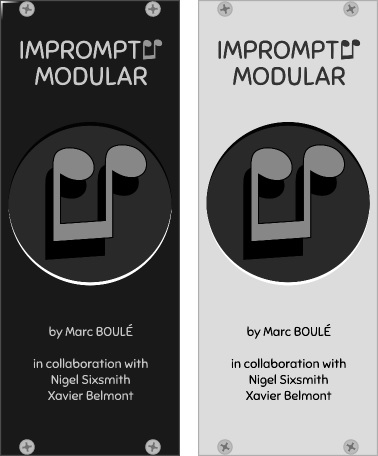 IMPROMPTU
MODULAR
by Marc BOULÉ
in collaboration with
Nigel Sixsmith
Xavier Belmont
IMPROMPTU
MODULAR
by Marc BOULÉ
in collaboration with
Nigel Sixsmith
Xavier Belmont